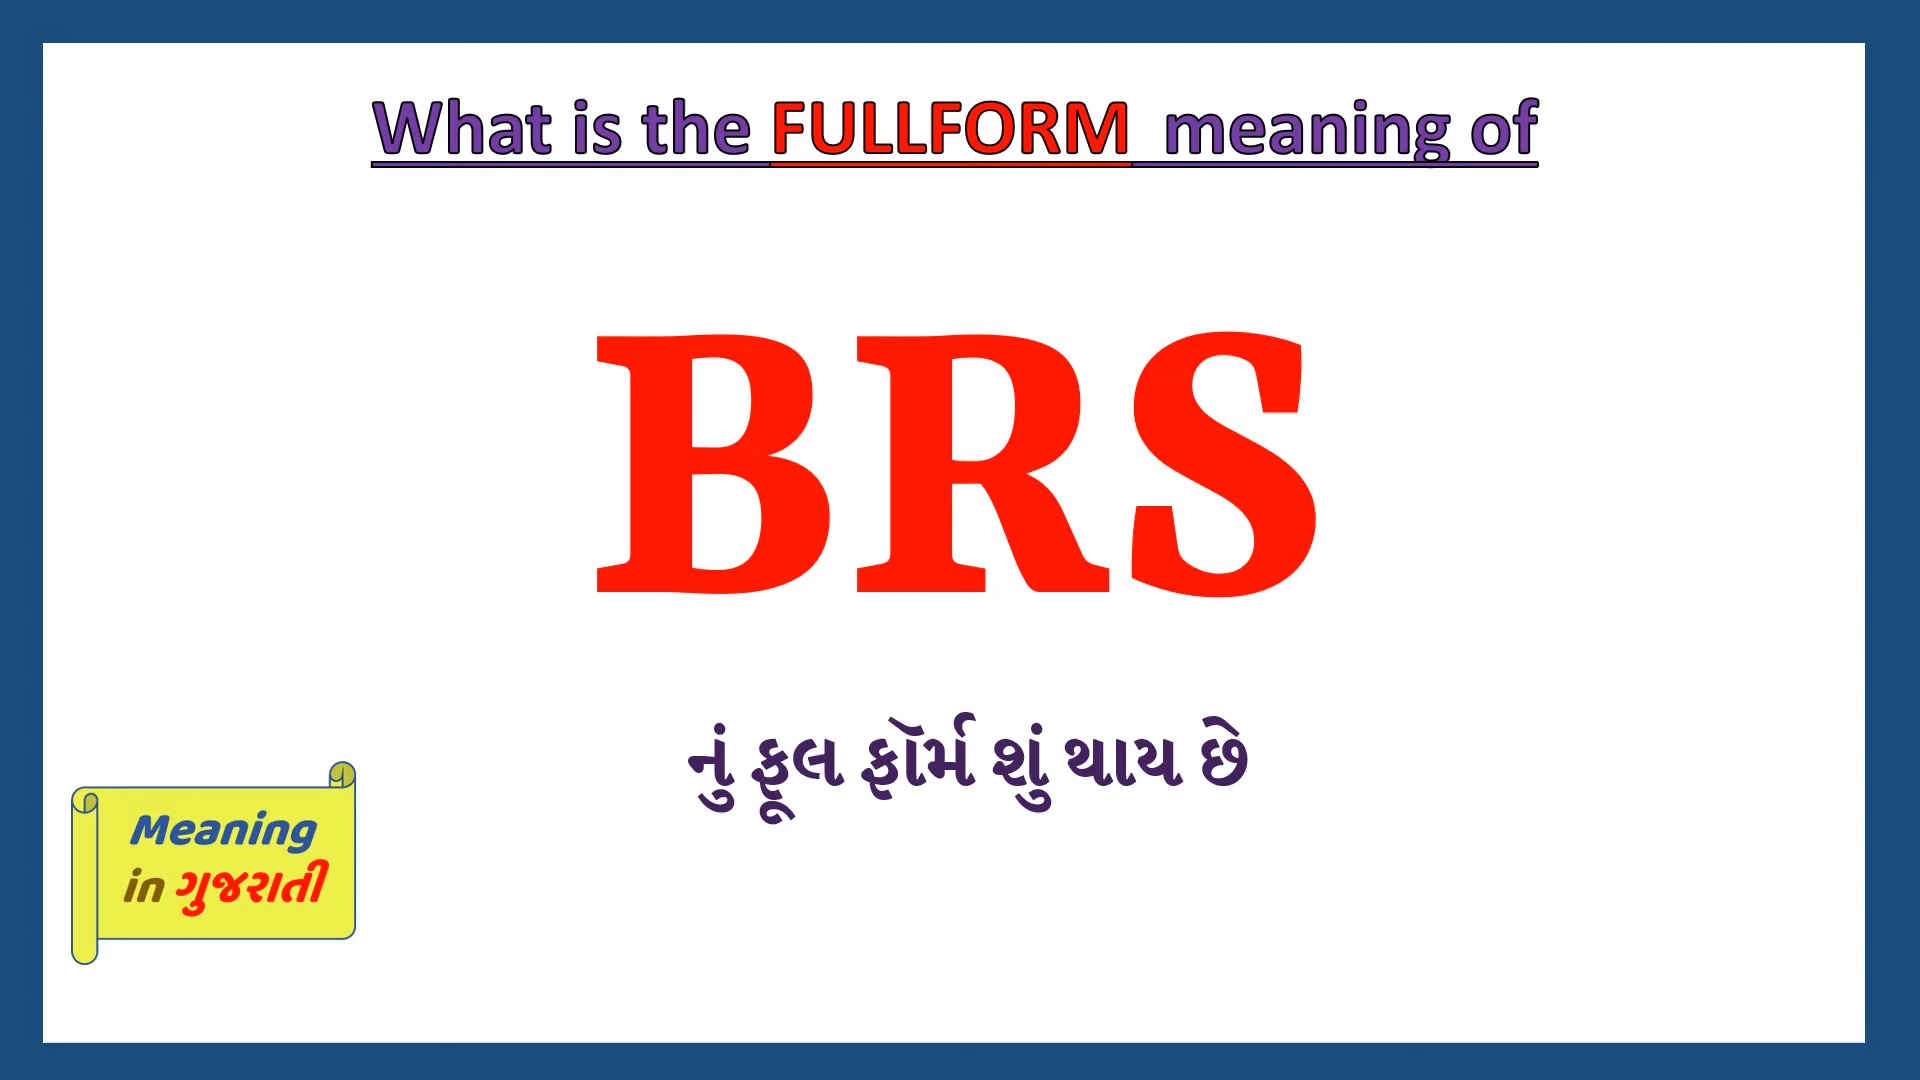 What is the FULLFORM meaning of
BRS
નું ફૂલ ફોર્મ શું થાય છે
Meaning
in ગુજરાતી